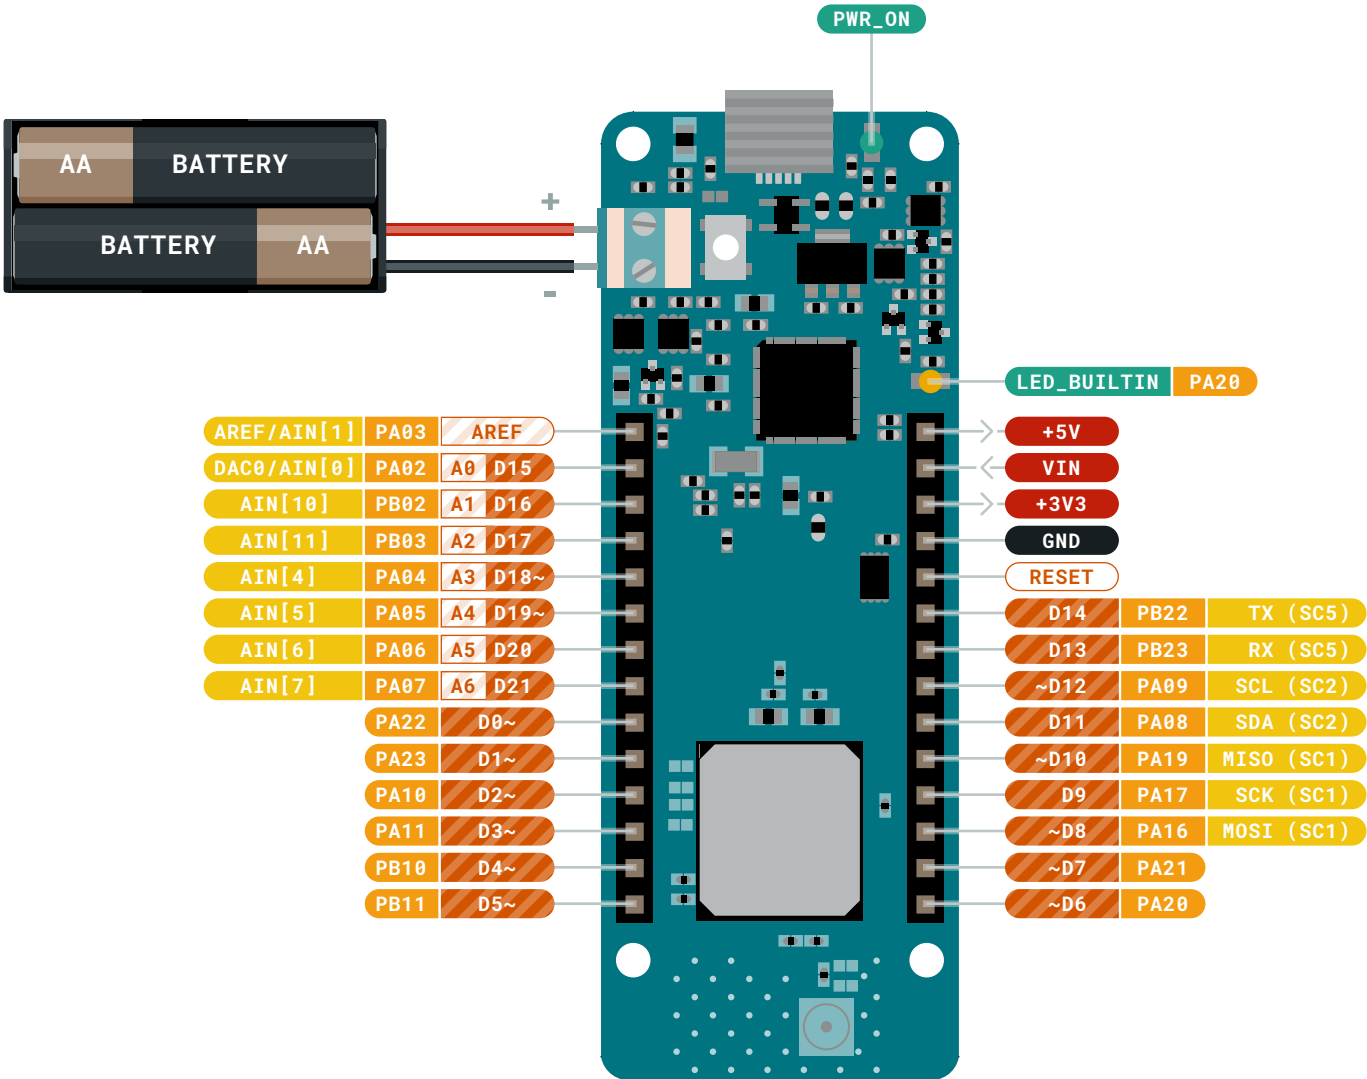 PWR_ON
AA BATTERY
+
BATTERY AA
-
LED_BUILTIN PA20
AREF/AIN[1] PA03 AREF
+5V
DAC0/AIN[0] PA02 A0 D15
VIN
AIN[10] PB02 A1 D16
+3V3
AIN[11] PB03 A2 D17
GND
AIN[4] PA04 A3 D18~
RESET
AIN[5] PA05 A4 D19~
D14 PB22 TX (SC5)
AIN[6] PA06 A5 D20
D13 PB23 RX (SC5)
AIN[7] PA07 A6 D21
~D12 PA09 SCL (SC2)
PA22 D0~
D11 PA08 SDA (SC2)
PA23 D1~
~D10 PA19 MISO (SC1)
PA10 D2~
D9 PA17 SCK (SC1)
PA11 D3~
~D8 PA16 MOSI (SC1)
PB10 D4~
~D7 PA21
PB11 D5~
~D6 PA20